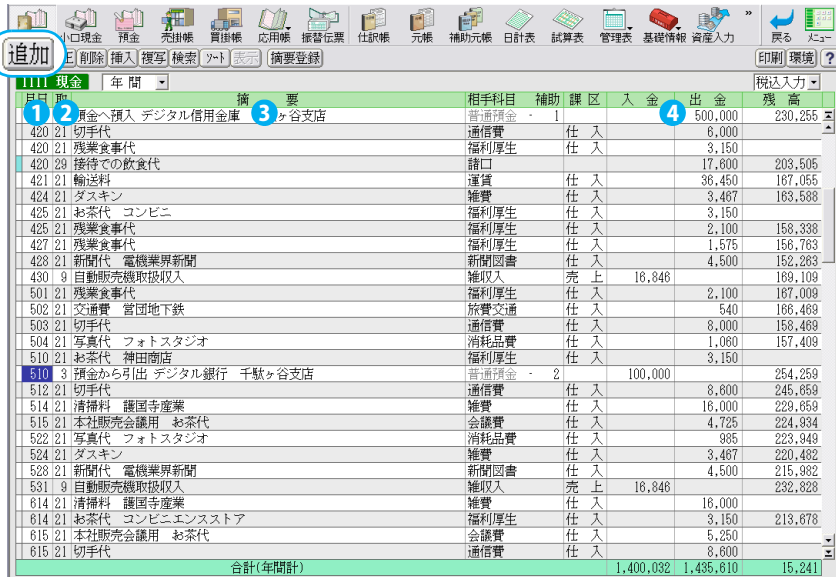 小口現金 預金 売掛帳 買掛帳 応用帳 振替伝票 仕訳帳 元帳 補助元帳 日計表 試算表 管理表 基礎情報 資産入力 » 戻る メニュー
追加 正 削除 挿入 複写 検索 ソート 表示 摘要登録 印刷 環境 ?
1111 現金 年間 税込入力
月日 取 摘 要 相手科目 補助 課区 入 金 出 金 残 高
1 2 3 4
預金へ預入 デジタル信用金庫 ヶ谷支店 普通預金 - 1 500,000 230,255
420 21 切手代 通信費 仕 入 6,000
420 21 残業食事代 福利厚生 仕 入 3,150
420 29 接待での飲食代 諸口 17,600 203,505
421 21 輸送料 運賃 仕 入 36,450 167,055
424 21 ダスキン 雑費 仕 入 3,467 163,588
425 21 お茶代 コンビニ 福利厚生 仕 入 3,150
425 21 残業食事代 福利厚生 仕 入 2,100 158,338
427 21 残業食事代 福利厚生 仕 入 1,575 156,763
428 21 新聞代 電機業界新聞 新聞図書 仕 入 4,500 152,263
430 9 自動販売機取扱収入 雑収入 売 上 16,846 169,109
501 21 残業食事代 福利厚生 仕 入 2,100 167,009
502 21 交通費 営団地下鉄 旅費交通 仕 入 540 166,469
503 21 切手代 通信費 仕 入 8,000 158,469
504 21 写真代 フォトスタジオ 消耗品費 仕 入 1,060 157,409
510 21 お茶代 神田商店 福利厚生 仕 入 3,150
510 3 預金から引出 デジタル銀行 千駄ヶ谷支店 普通預金 - 2 100,000 254,259
512 21 切手代 通信費 仕 入 8,600 245,659
514 21 清掃料 護国寺産業 雑費 仕 入 16,000 229,659
515 21 本社販売会議用 お茶代 会議費 仕 入 4,725 224,934
522 21 写真代 フォトスタジオ 消耗品費 仕 入 985 223,949
524 21 ダスキン 雑費 仕 入 3,467 220,482
528 21 新聞代 電機業界新聞 新聞図書 仕 入 4,500 215,982
531 9 自動販売機取扱収入 雑収入 売 上 16,846 232,828
614 21 清掃料 護国寺産業 雑費 仕 入 16,000
614 21 お茶代 コンビニエンスストア 福利厚生 仕 入 3,150 213,678
615 21 本社販売会議用 お茶代 会議費 仕 入 5,250
615 21 切手代 通信費 仕 入 8,600
合計(年間計) 1,400,032 1,435,610 15,241